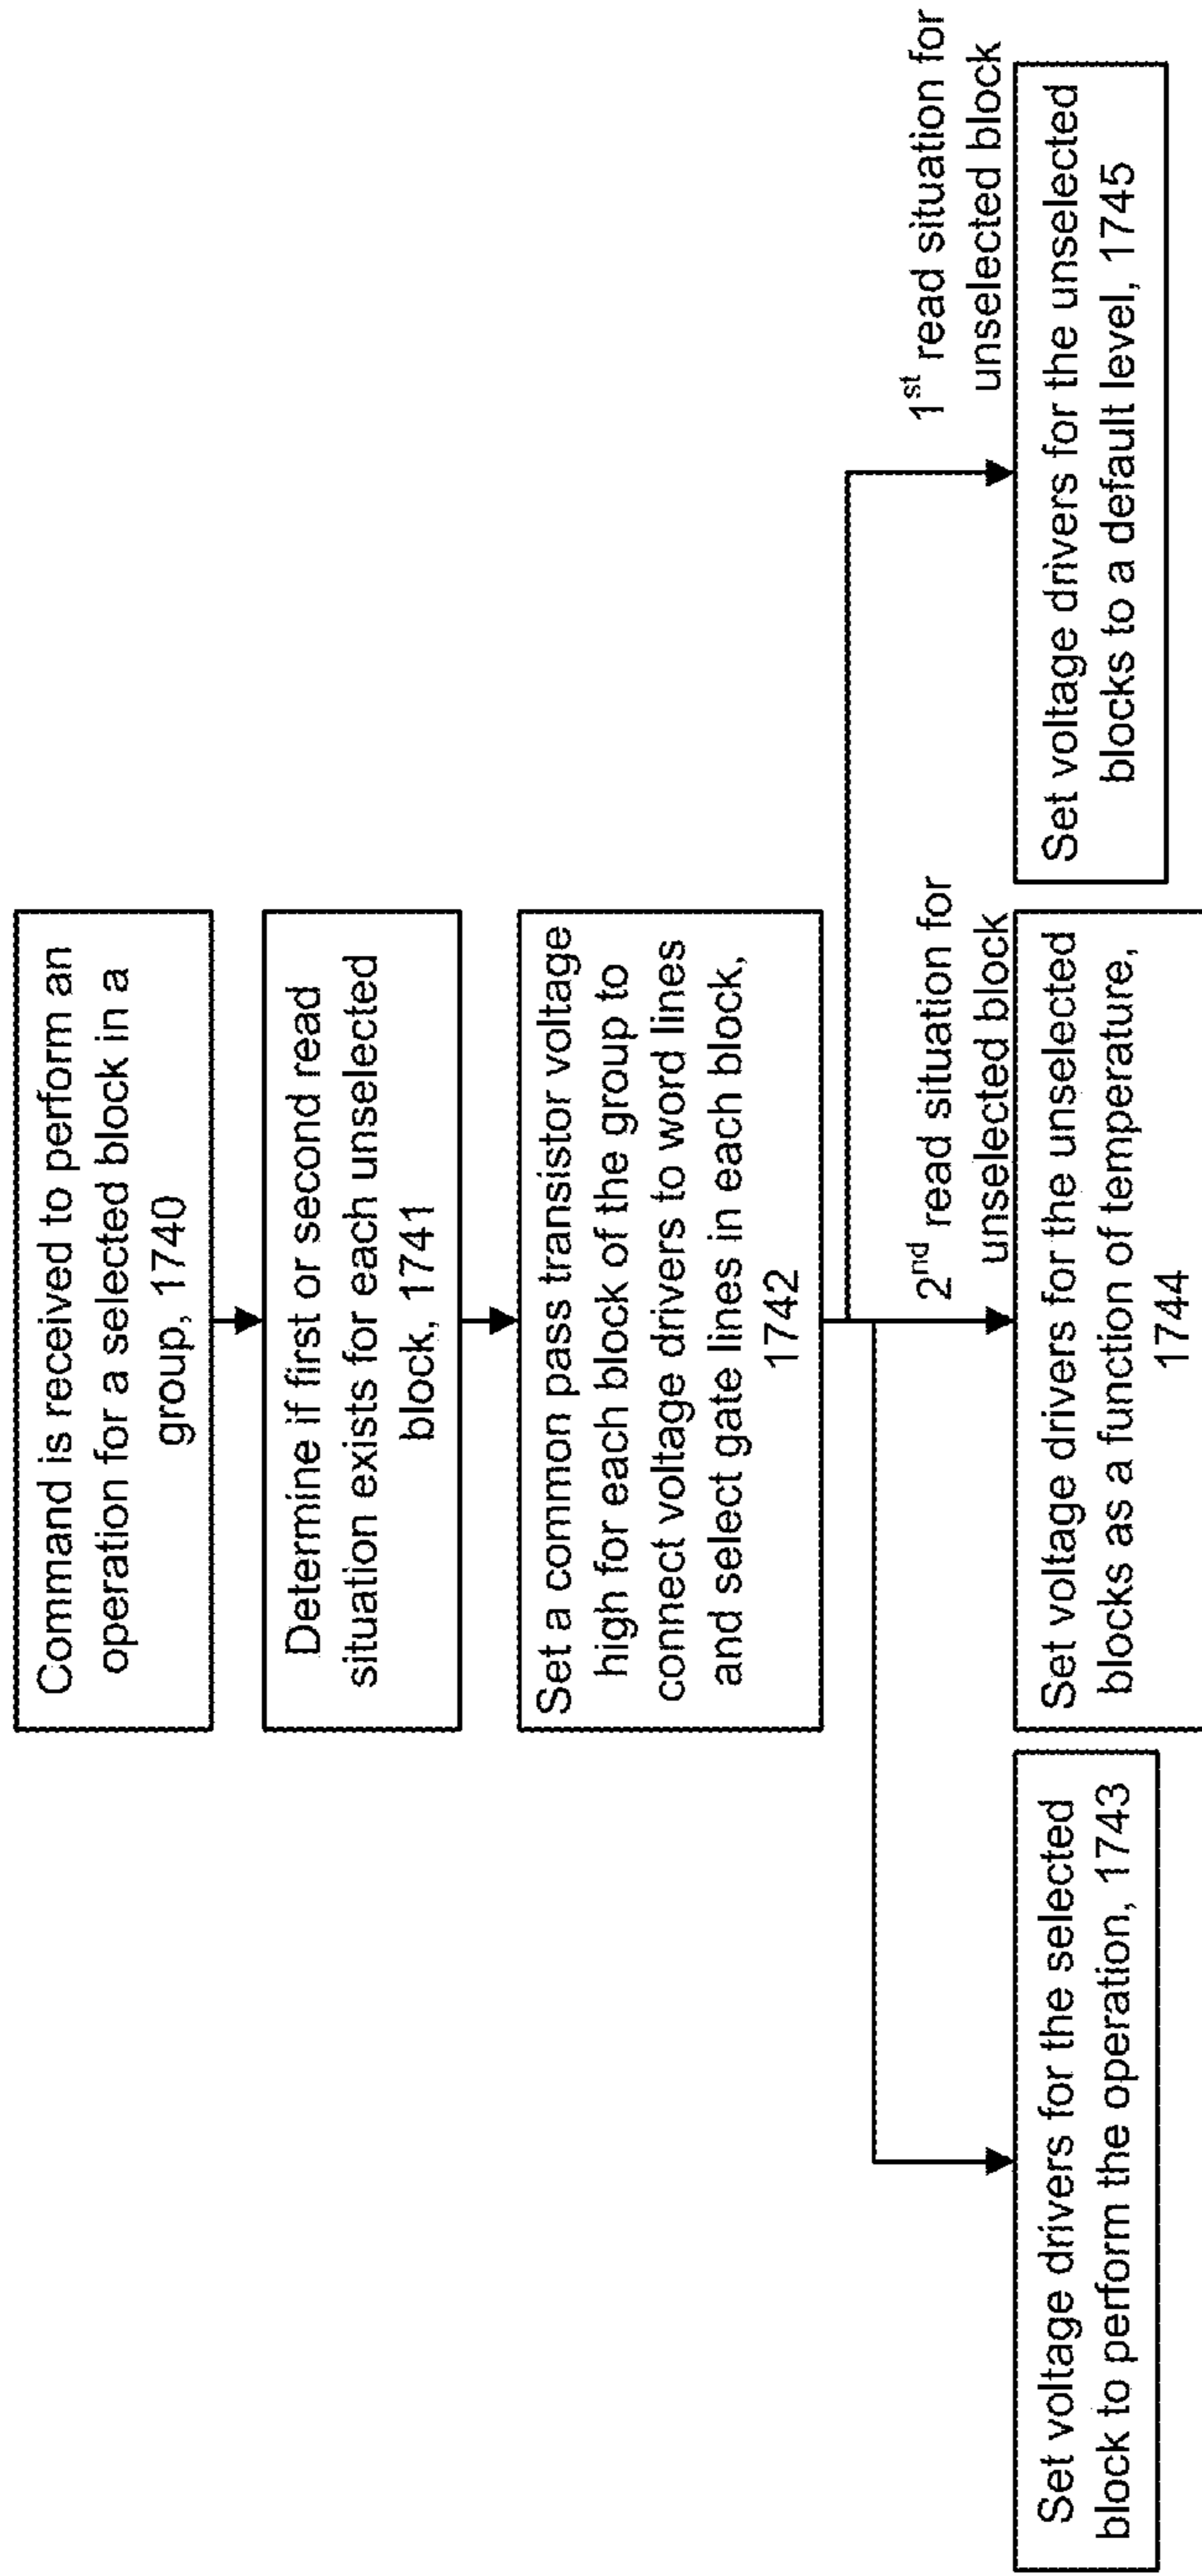 Command is received to perform an
operation for a selected block in a
group, 1740
Determine if first or second read
situation exists for each unselected
block, 1741
Set a common pass transistor voltage
high for each block of the group to
connect voltage drivers to word lines
and select gate lines in each block,
1742
Set voltage drivers for the selected
block to perform the operation, 1743
2nd read situation for
unselected block
Set voltage drivers for the unselected
blocks as a function of temperature,
1744
1st read situation for
unselected block
Set voltage drivers for the unselected
blocks to a default level, 1745